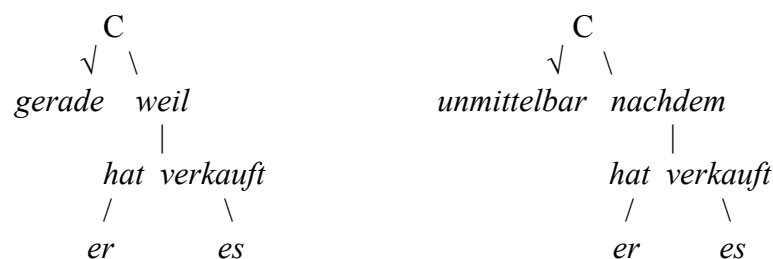 C C
√ \ √ \
gerade weil unmittelbar nachdem
| |
hat verkauft hat verkauft
/ \ / \
er es er es